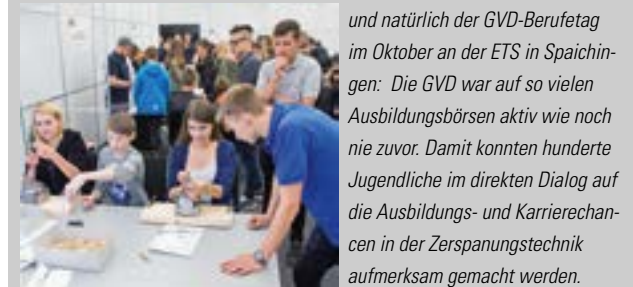 und natürlich der GVD-Berufetag
im Oktober an der ETS in Spaichin-
gen: Die GVD war auf so vielen
Ausbildungsbörsen aktiv wie noch
nie zuvor. Damit konnten hunderte
Jugendliche im direkten Dialog auf
die Ausbildungs- und Karrierechan-
cen in der Zerspanungstechnik
aufmerksam gemacht werden.